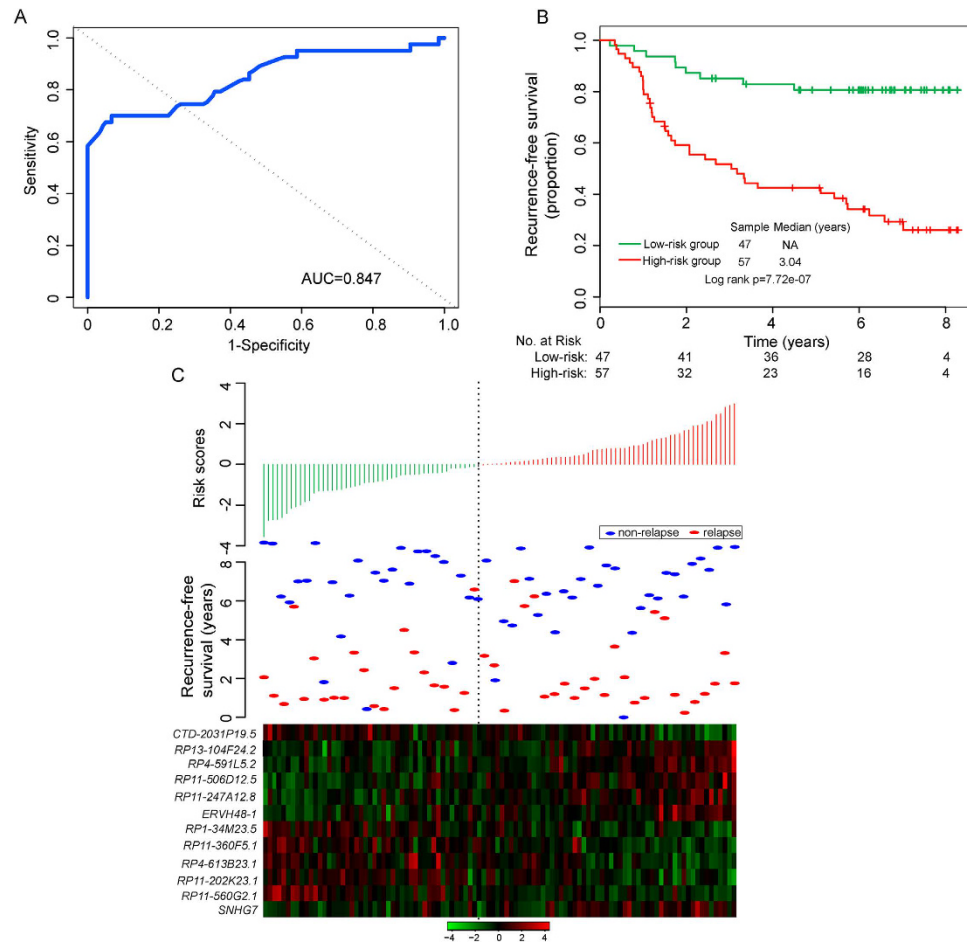 A
Sensitivity
1.0
0.8
0.6
0.4
0.2
0
AUC=0.847
0
0.2
0.4
0.6
0.8
1.0
1-Specificity
B
Recurrence-free survival
(proportion)
1.0
0.8
0.6
0.4
0.2
0.0
Sample Median (years)
Low-risk group 47 NA
High-risk group 57 3.04
Log rank p=7.72e-07
0 2 4 6 8
No. at Risk
Time (years)
Low-risk: 47 41 36 28 4
High-risk: 57 32 23 16 4
C
Risk scores
4
2
0
-2
-4
non-relapse relapse
Recurrence-free
survival (years)
8
6
4
2
0
CTD-2031P19.5
RP13-104F24.2
RP4-591L5.2
RP11-506D12.5
RP11-247A12.8
ERVH48-1
RP1-34M23.5
RP11-360F5.1
RP4-613B23.1
RP11-202K23.1
RP11-560G2.1
SNHG7
-4 -2 0 2 4